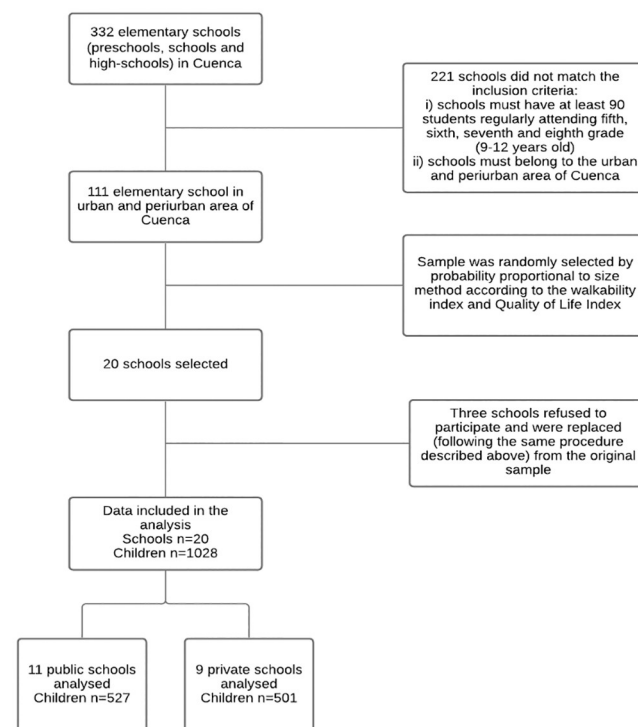 332 elementary schools
(preschools, schools and
high-schools) in Cuenca
221 schools did not match the
inclusion criteria:
i) schools must have at least 90
students regularly attending fifth,
sixth, seventh and eighth grade
(9-12 years old)
ii) schools must belong to the urban
and periurban area of Cuenca
111 elementary school in
urban and periurban area of
Cuenca
Sample was randomly selected by
probability proportional to size
method according to the walkability
index and Quality of Life Index
20 schools selected
Three schools refused to
participate and were replaced
(following the same procedure
described above) from the original
sample
Data included in the
analysis
Schools n=20
Children n=1028
11 public schools
analysed
Children n=527
9 private schools
analysed
Children n=501